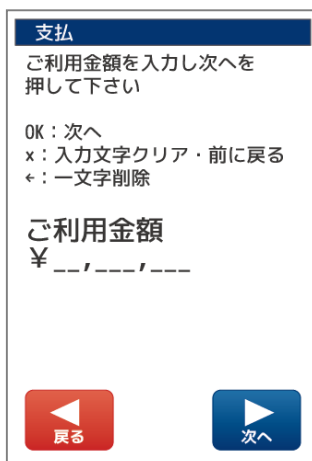 支払
ご利用金額を入力し次へを
押して下さい
OK：次へ
×：入力文字クリア・前に戻る
←：一文字削除
ご利用金額
￥__,___,___
戻る
次へ